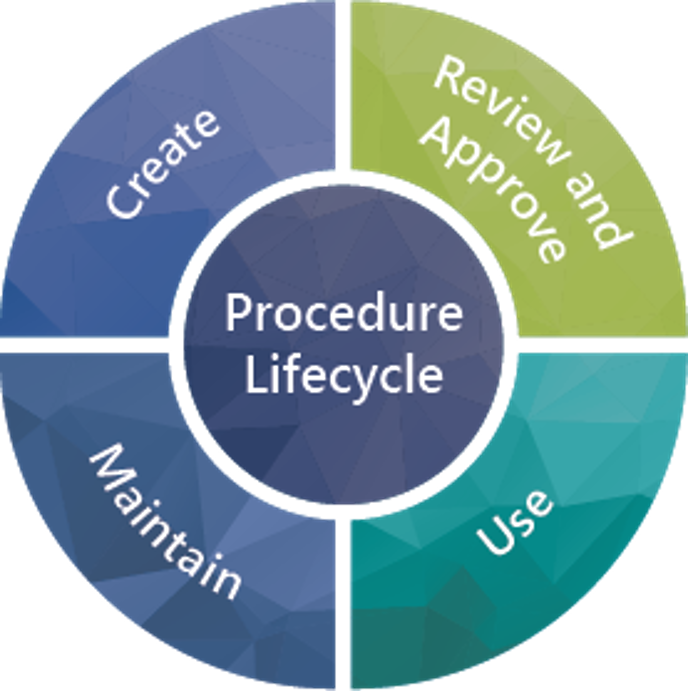 Create
Review and
Approve
Procedure
Lifecycle
Maintain
Use